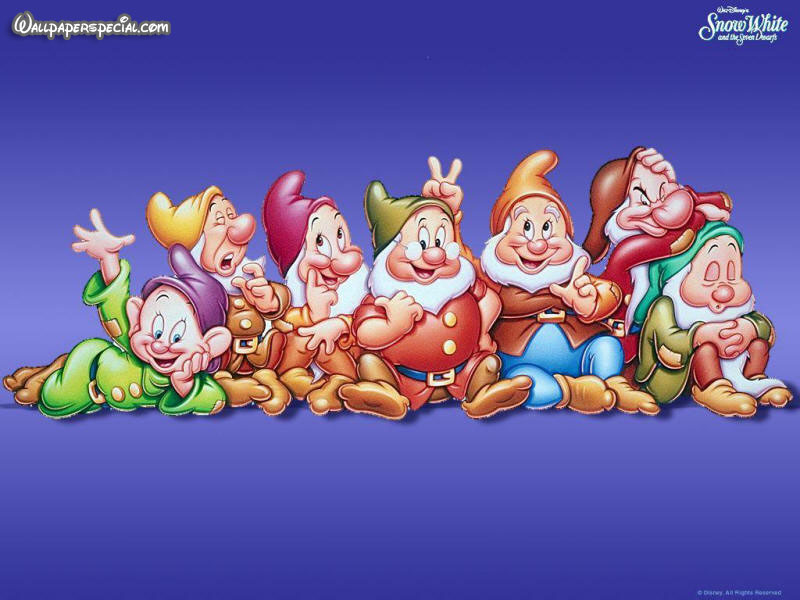 Wallpaperspecial.com
Walt Disney's
Snow White
and the Seven Dwarfs
© Disney. All Rights Reserved